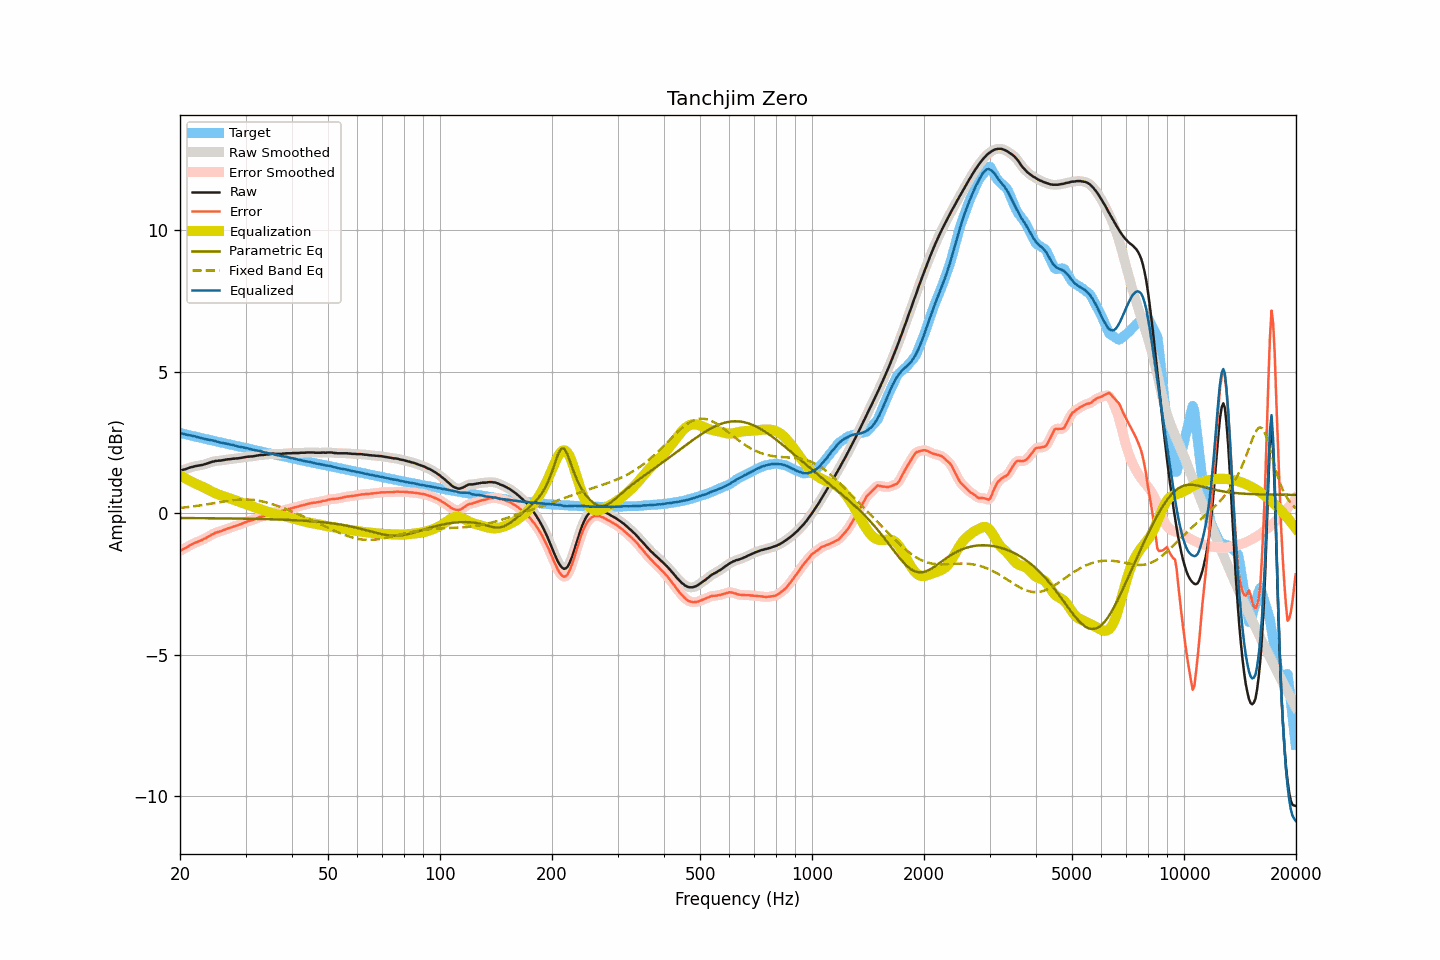 Tanchjim Zero
Target
Raw Smoothed
Error Smoothed
Raw
Error
Equalization
Parametric Eq
Fixed Band Eq
Equalized
Amplitude (dBr)
10
5
0
−5
−10
20 50 100 200 500 1000 2000 5000 10000 20000
Frequency (Hz)